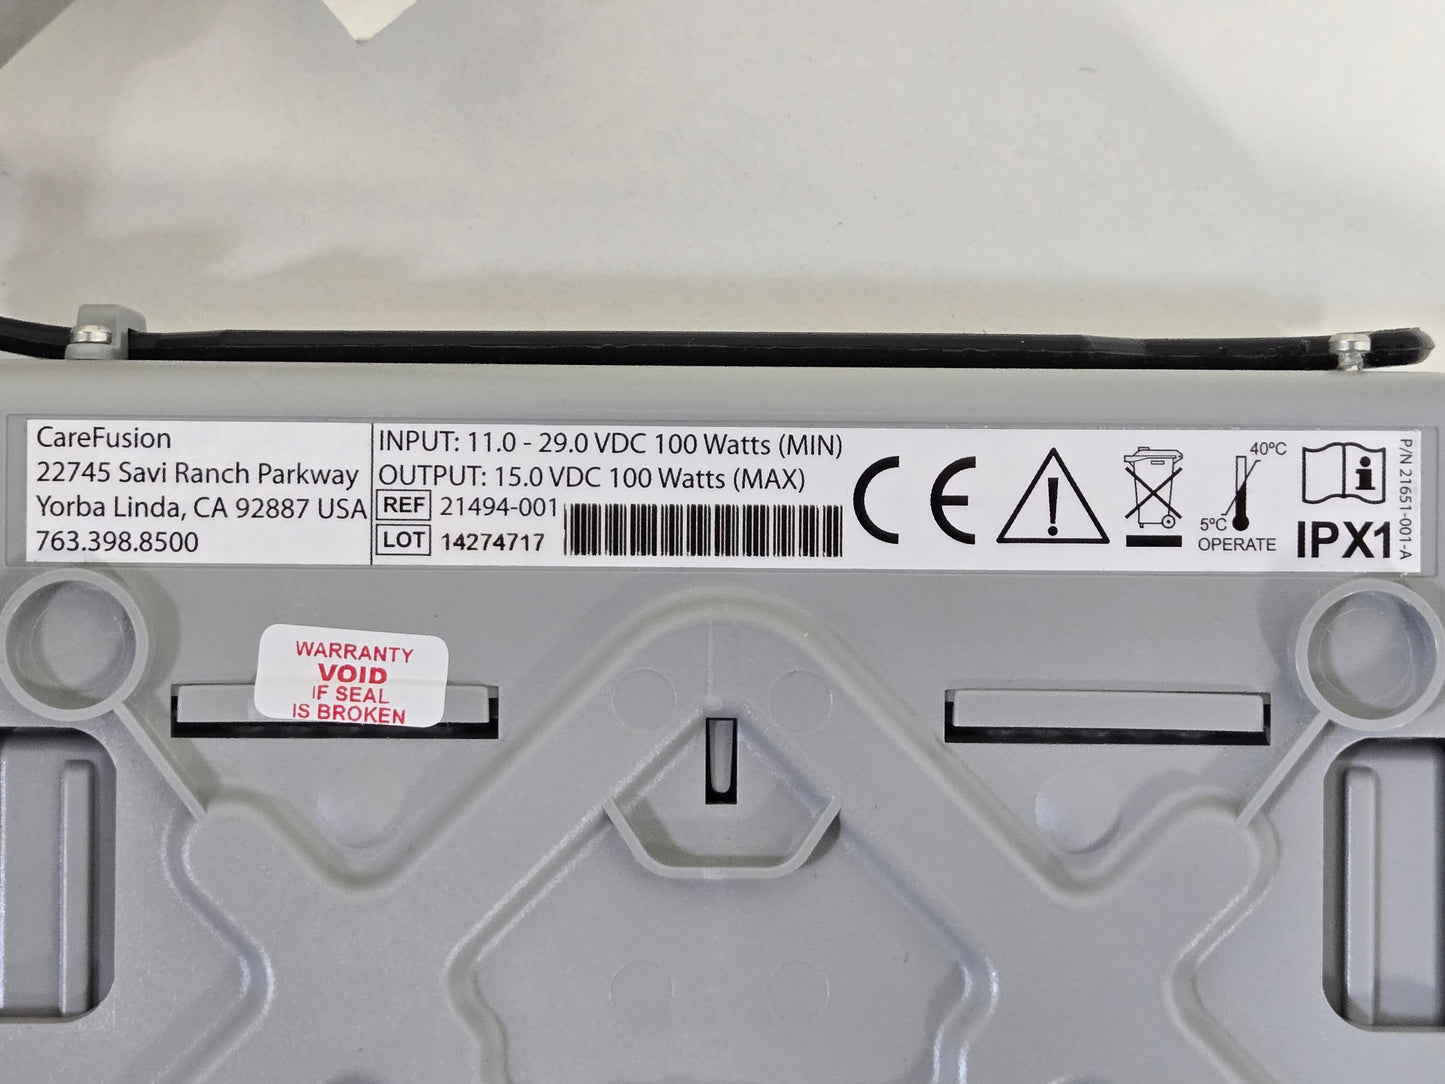 CareFusion
22745 Savi Ranch Parkway
Yorba Linda, CA 92887 USA
763.398.8500
INPUT: 11.0 - 29.0 VDC 100 Watts (MIN)
OUTPUT: 15.0 VDC 100 Watts (MAX)
REF 21494-001
LOT 14274717
CE
40ºC
5ºC
OPERATE
IPX1
P/N 21651-001-A
WARRANTY
VOID
IF SEAL
IS BROKEN